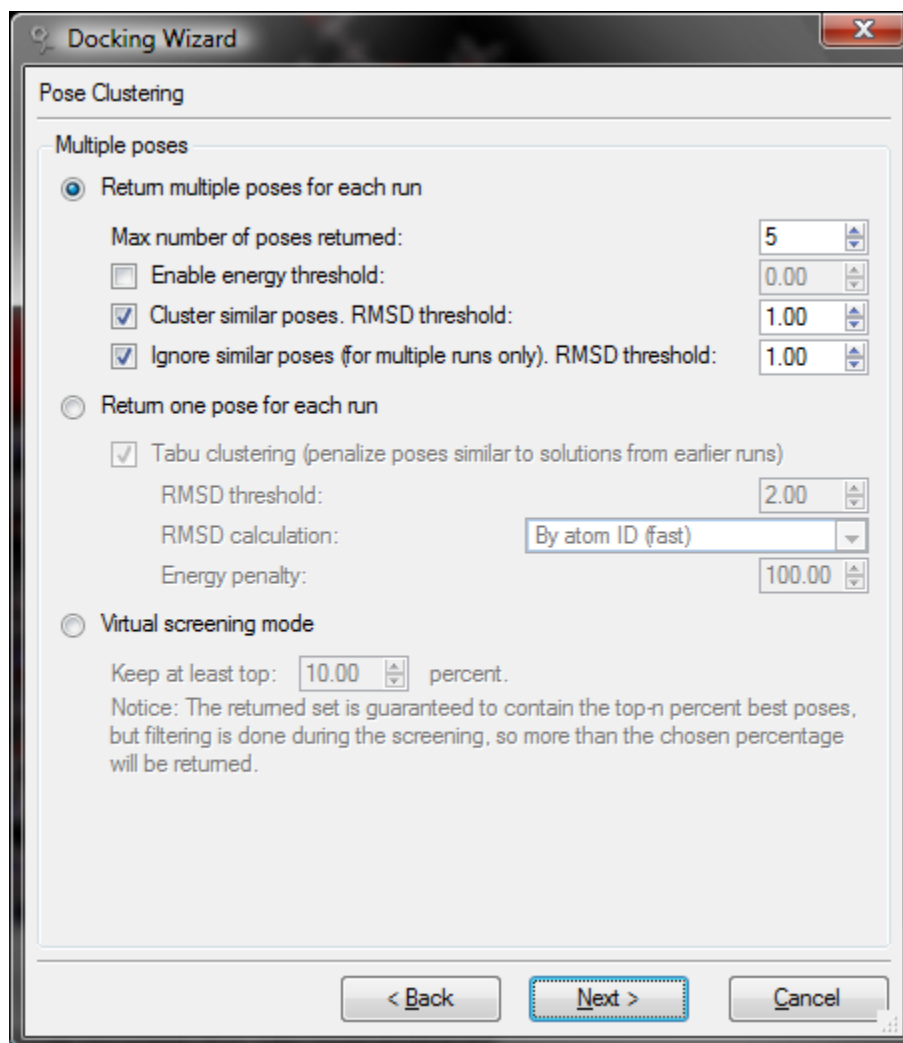 Docking Wizard
Pose Clustering
Multiple poses
Return multiple poses for each run
Max number of poses returned: 5
Enable energy threshold: 0.00
Cluster similar poses. RMSD threshold: 1.00
Ignore similar poses (for multiple runs only). RMSD threshold: 1.00
Return one pose for each run
Tabu clustering (penalize poses similar to solutions from earlier runs)
RMSD threshold: 2.00
RMSD calculation: By atom ID (fast)
Energy penalty: 100.00
Virtual screening mode
Keep at least top: 10.00 percent.
Notice: The returned set is guaranteed to contain the top-n percent best poses,
but filtering is done during the screening, so more than the chosen percentage
will be returned.
< Back Next > Cancel